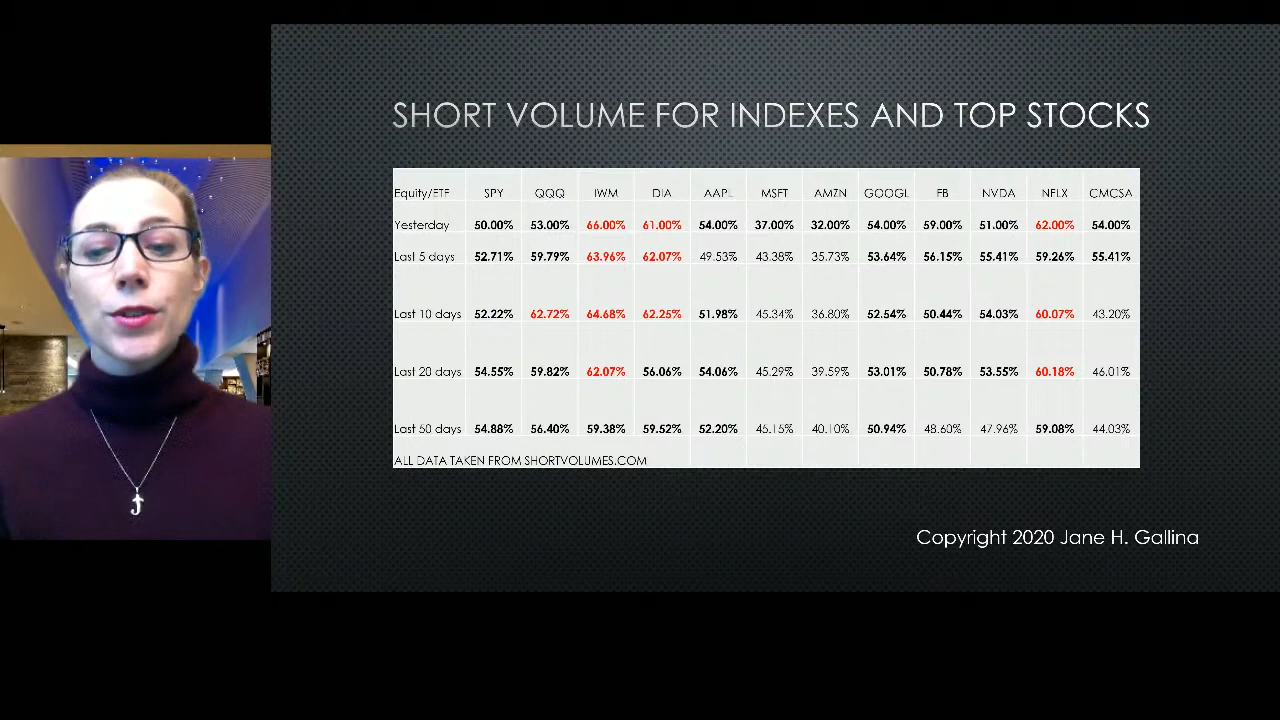 SHORT VOLUME FOR INDEXES AND TOP STOCKS
Equity/ETF SPY QQQ IWM DIA AAPL MSFT AMZN GOOGL FB NVDA NFLX CMCSA
Yesterday 50.00% 53.00% 66.00% 61.00% 54.00% 37.00% 32.00% 54.00% 59.00% 51.00% 62.00% 54.00%
Last 5 days 52.71% 59.79% 63.96% 62.07% 49.53% 43.38% 35.73% 53.64% 56.15% 55.41% 59.26% 55.41%
Last 10 days 52.22% 62.72% 64.68% 62.25% 51.98% 45.34% 36.60% 52.54% 50.44% 54.03% 60.07% 43.20%
Last 20 days 54.55% 59.82% 62.07% 56.06% 54.06% 45.29% 39.59% 53.01% 50.78% 53.55% 60.18% 46.01%
Last 50 days 54.88% 56.40% 59.38% 59.52% 52.20% 45.15% 40.10% 50.94% 48.60% 47.96% 59.08% 44.03%
ALL DATA TAKEN FROM SHORTVOLUMES.COM
Copyright 2020 Jane H. Gallina